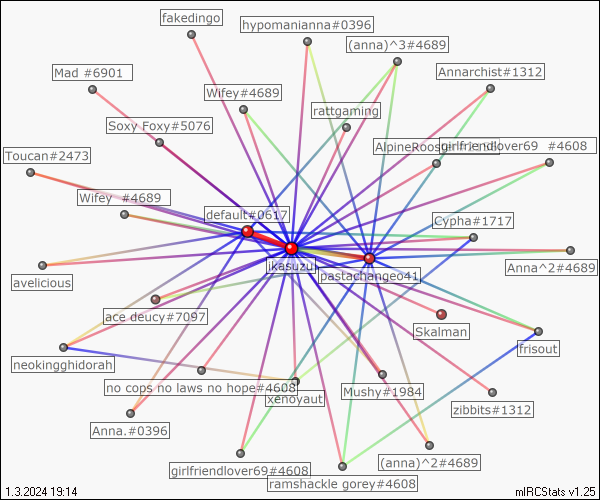 fakedingo
hypomanianna#0396
(anna)^3#4689
Mad #6901
Annarchist#1312
Wifey#4689
rattgaming
Soxy Foxy#5076
girlfriendlover69 #4608
Toucan#2473
Wifey #4689
default#0617
Cypha#1717
ikasuzu
pastachangeo41
Anna^2#4689
avelicious
ace deucy#7097
Skalman
frisout
neokingghidorah
no cops no laws no hope#4608
Mushy#1984
xenoyaut
zibbits#1312
Anna.#0396
girlfriendlover69#4608
(anna)^2#4689
ramshackle gorey#4608
1.3.2024 19:14
mIRCStats v1.25